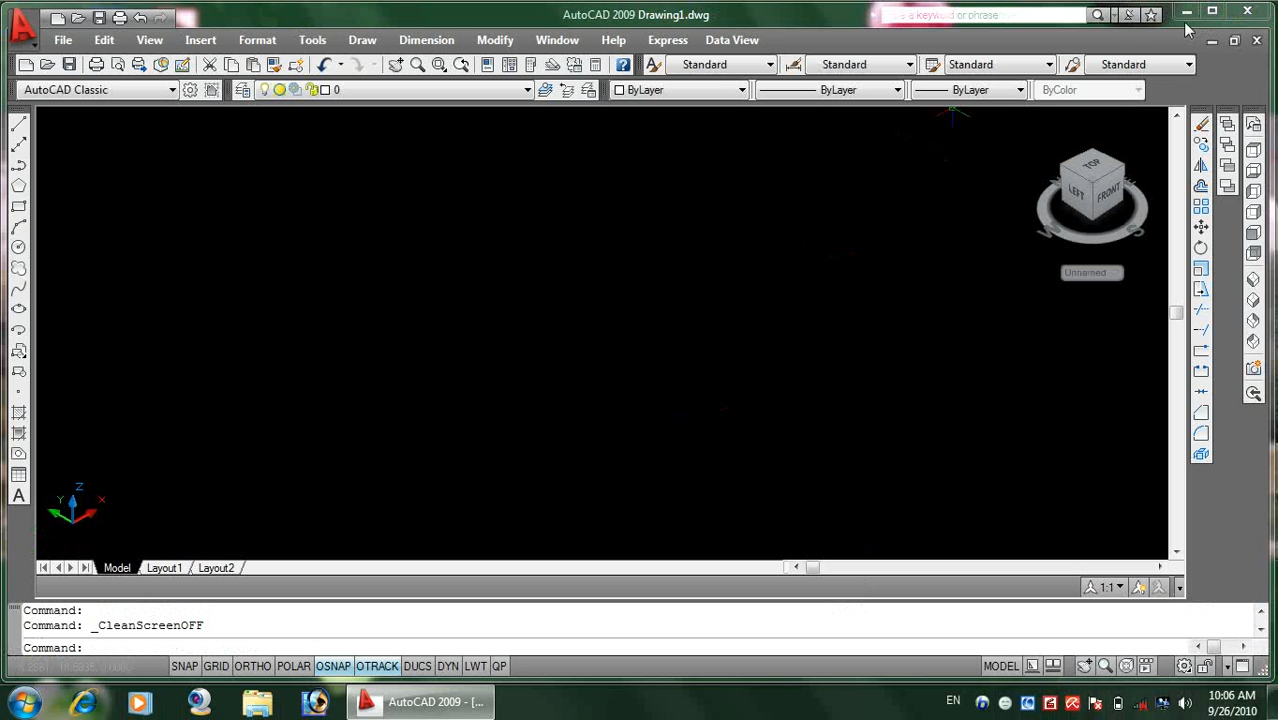 AutoCAD 2009 Drawing1.dwg
a keyword or phrase
File Edit View Insert Format Tools Draw Dimension Modify Window Help Express Data View
Standard Standard Standard Standard
AutoCAD Classic 0 ByLayer ByLayer ByLayer ByColor
TOP
LEFT FRONT
W S
Unnamed
Z
Y X
Model Layout1 Layout2
1:1
Command:
Command: _CleanScreenOFF
Command:
SNAP GRID ORTHO POLAR OSNAP OTRACK DUCS DYN LWT QP MODEL
AutoCAD 2009 - [... EN 10:06 AM
9/26/2010